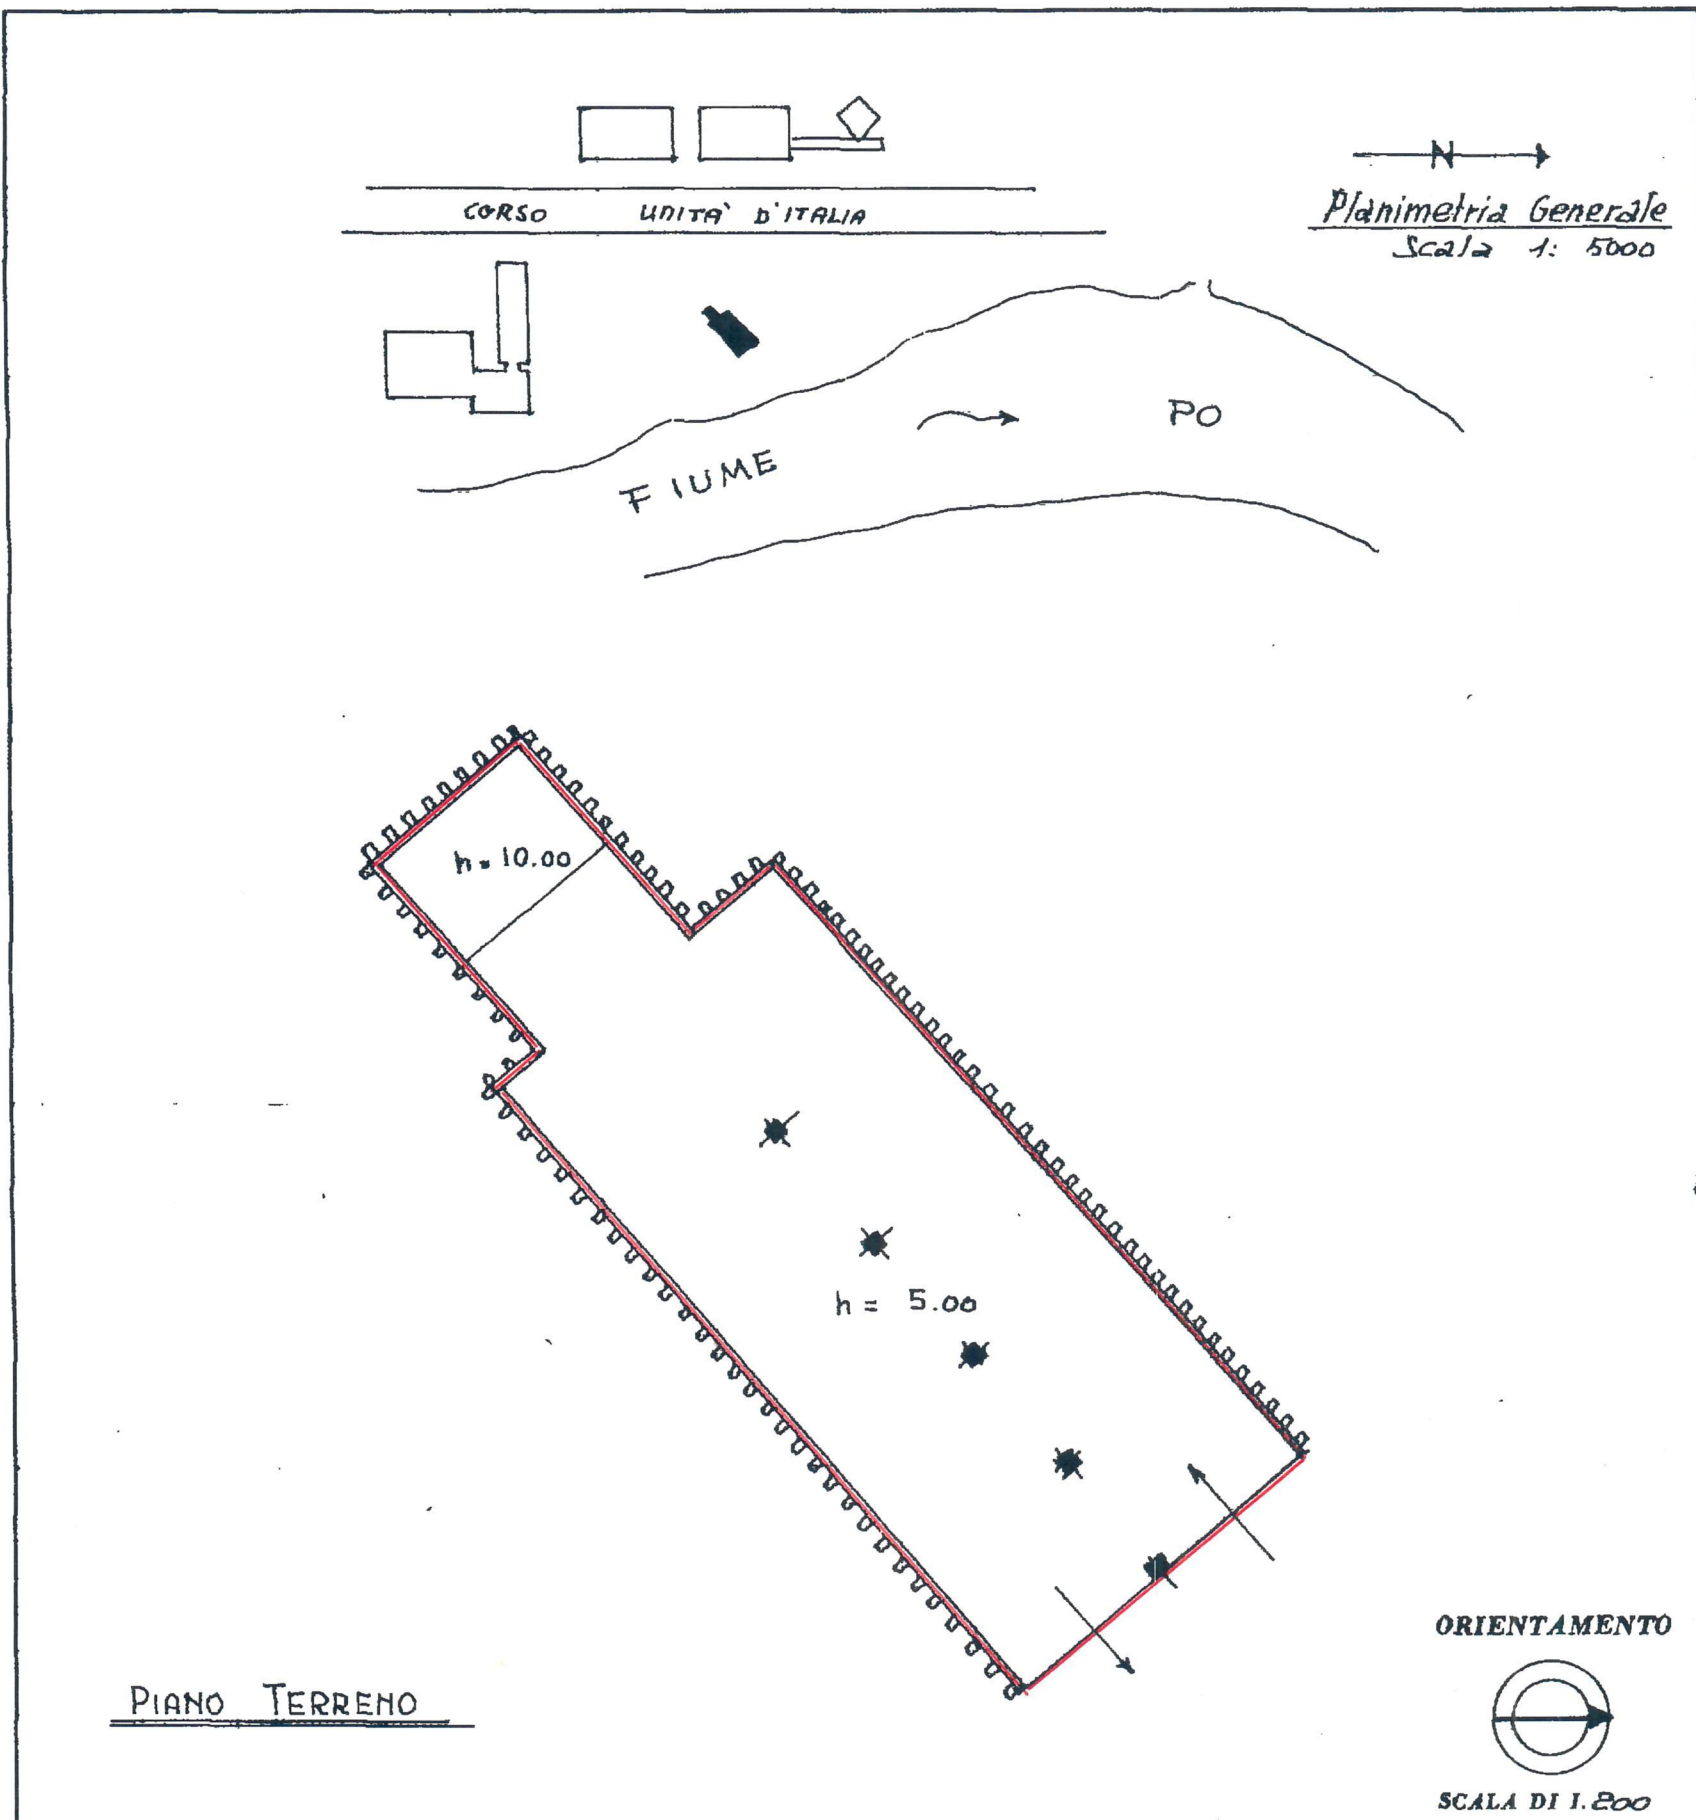 CORSO UNITA' D'ITALIA
N
Planimetria Generale
Scala 1: 5000
FIUME
PO
h = 10.00
h = 5.00
PIANO TERRENO
ORIENTAMENTO
SCALA DI 1.200